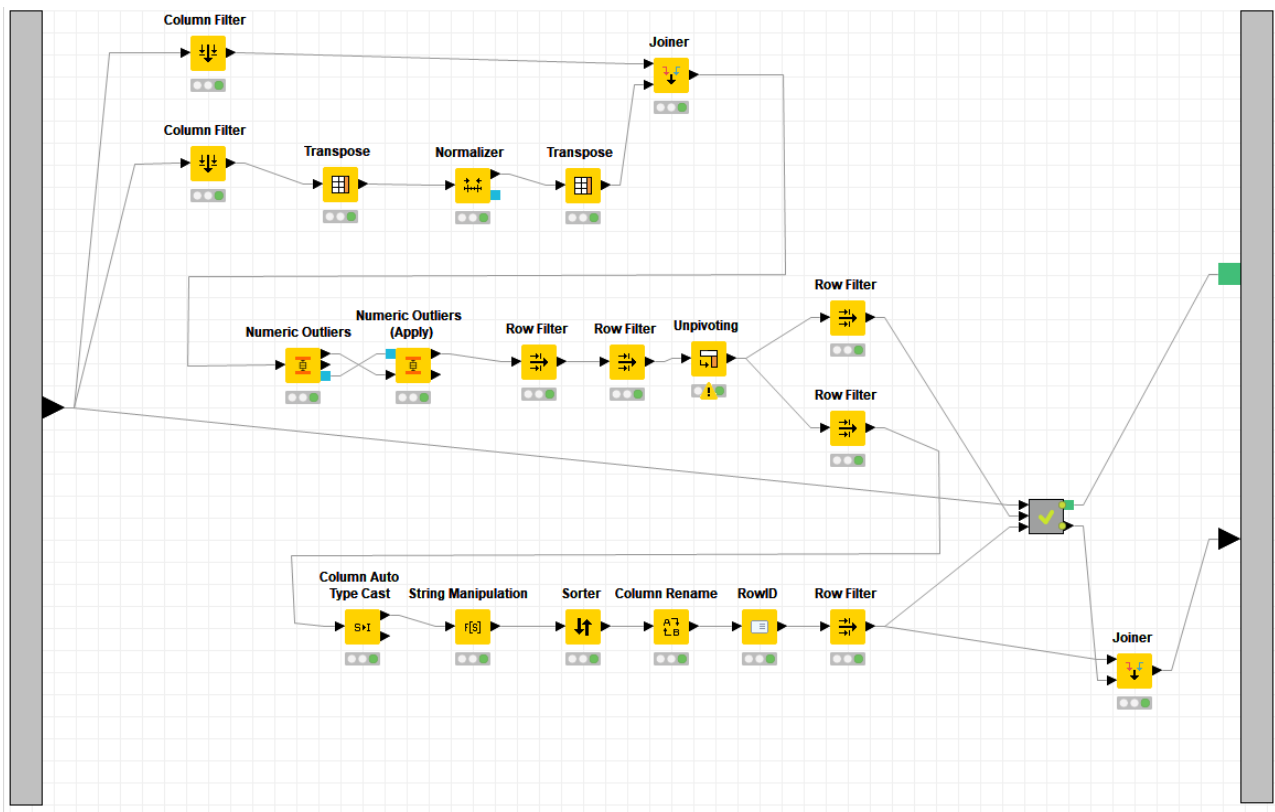 Column Filter
Joiner
Column Filter
Transpose
Normalizer
Transpose
Row Filter
Numeric Outliers
Numeric Outliers
(Apply)
Row Filter
Row Filter
Unpivoting
Row Filter
Column Auto
Type Cast
S▸I
String Manipulation
F[S]
Sorter
Column Rename
A
B
RowID
Row Filter
Joiner